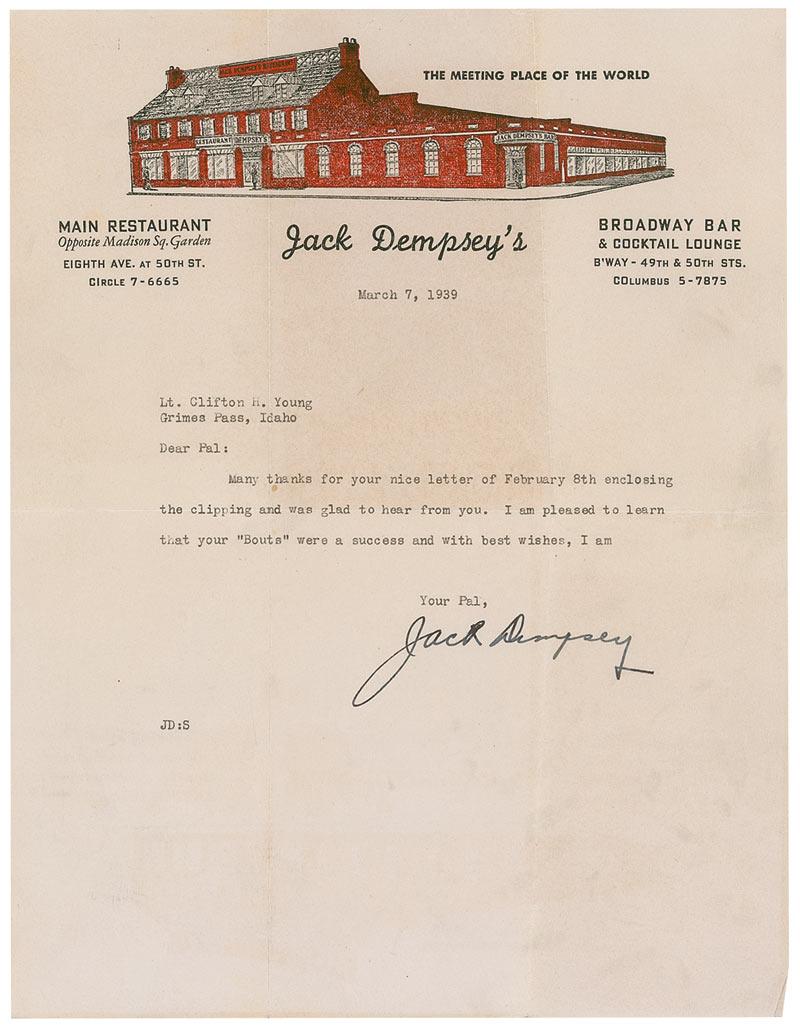 JACK DEMPSEY'S RESTAURANT
THE MEETING PLACE OF THE WORLD
RESTAURANT DEMPSEY'S
JACK DEMPSEY'S BAR
MAIN RESTAURANT
Opposite Madison Sq. Garden
EIGHTH AVE. AT 50TH ST.
CIRCLE 7-6665
Jack Dempsey's
BROADWAY BAR
& COCKTAIL LOUNGE
B'WAY - 49TH & 50TH STS.
COLUMBUS 5-7875
March 7, 1939
Lt. Clifton H. Young
Grimes Pass, Idaho
Dear Pal:
Many thanks for your nice letter of February 8th enclosing
the clipping and was glad to hear from you. I am pleased to learn
that your "Bouts" were a success and with best wishes, I am
Your Pal,
Jack Dempsey
JD:S